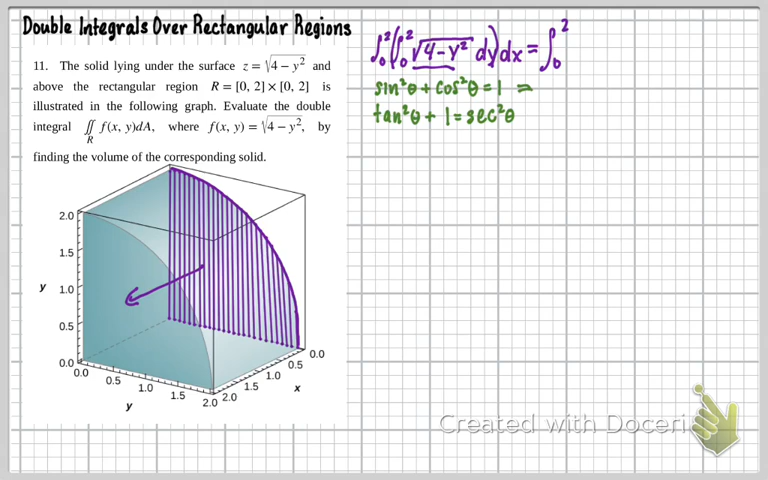 Double Integrals Over Rectangular Regions
11. The solid lying under the surface z = √4 − y² and
above the rectangular region R = [0, 2] × [0, 2] is
illustrated in the following graph. Evaluate the double
integral ∬ f(x, y)dA, where f(x, y) = √4 − y², by
R
finding the volume of the corresponding solid.
2.0
1.5
y 1.0
0.5
0.0
0.0 0.5 1.0 1.5 2.0
y
2.0 1.5 1.0 0.5 0.0
x
∫₀²(∫₀² √4−y² dy)dx = ∫₀²
sin²θ + cos²θ = 1 ⇒
tan²θ + 1 = sec²θ
Created with Doceri